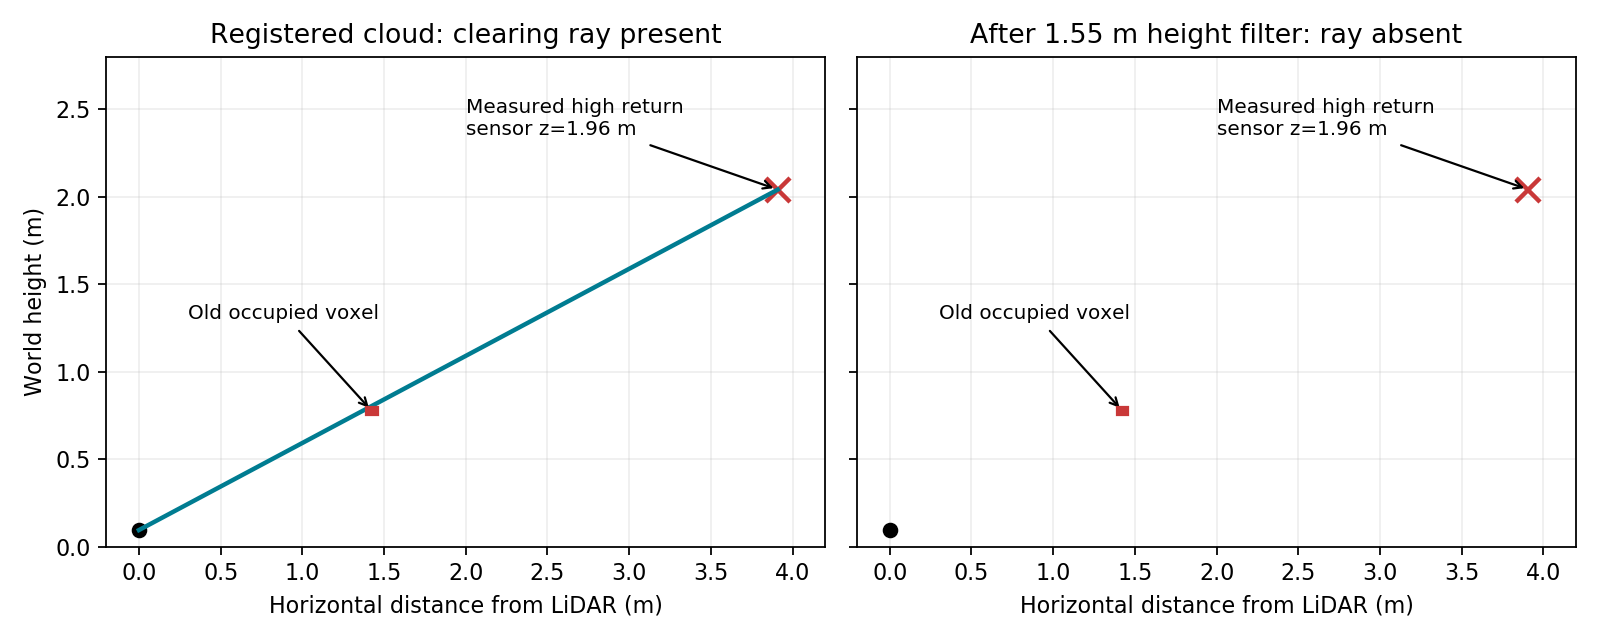 Registered cloud: clearing ray present
Measured high return
sensor z=1.96 m
Old occupied voxel
World height (m)
2.5
2.0
1.5
1.0
0.5
0.0
0.0 0.5 1.0 1.5 2.0 2.5 3.0 3.5 4.0
Horizontal distance from LiDAR (m)
After 1.55 m height filter: ray absent
Measured high return
sensor z=1.96 m
Old occupied voxel
0.0 0.5 1.0 1.5 2.0 2.5 3.0 3.5 4.0
Horizontal distance from LiDAR (m)